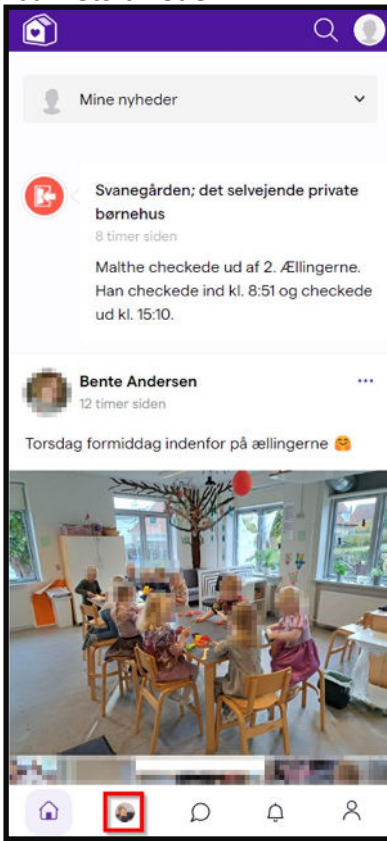 Mine nyheder
Svanegården; det selvejende private
børnehus
8 timer siden
Malthe checkede ud af 2. Ællingerne.
Han checkede ind kl. 8:51 og checkede
ud kl. 15:10.
Bente Andersen
12 timer siden
Torsdag formiddag indenfor på ællingerne 🤗